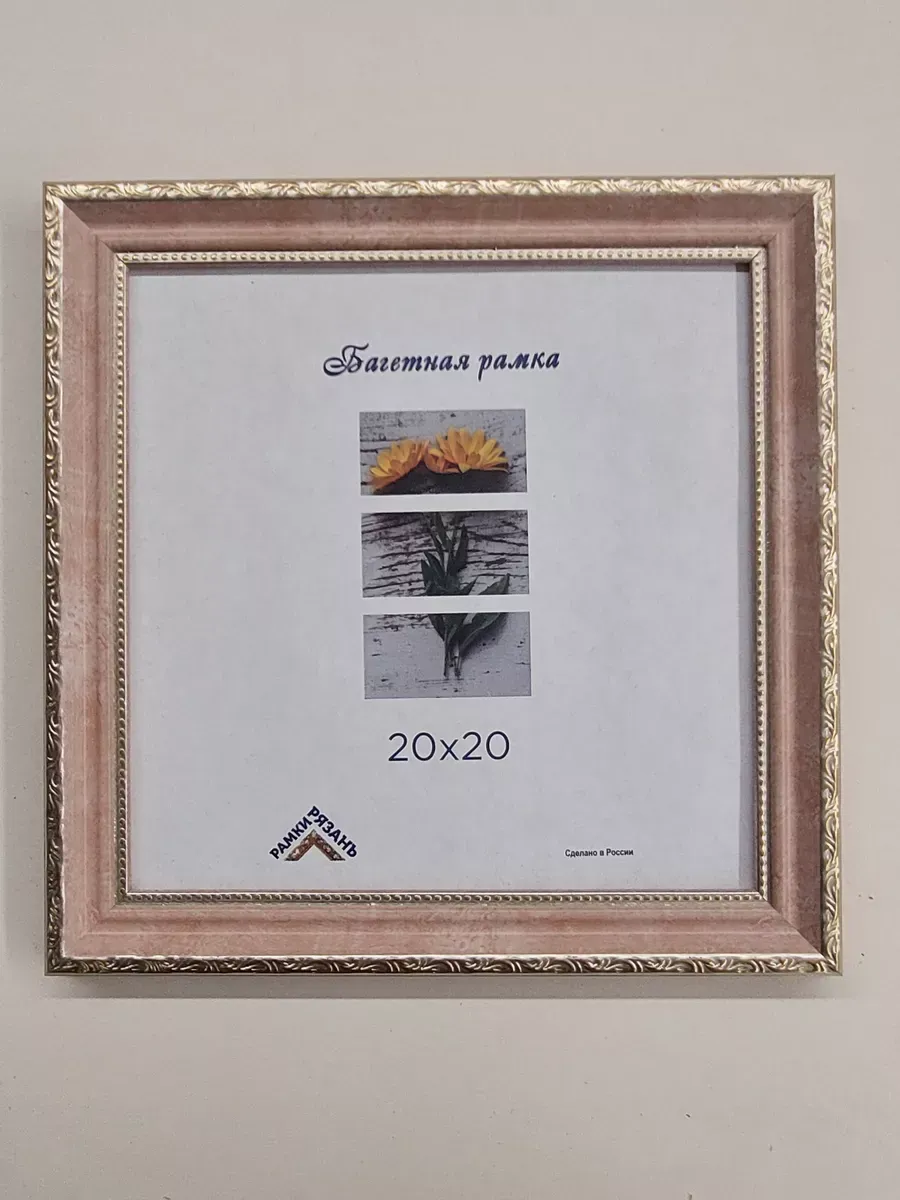 Багетная рамка
20x20
РАМКИ РЯЗАНЪ
Сделано в России